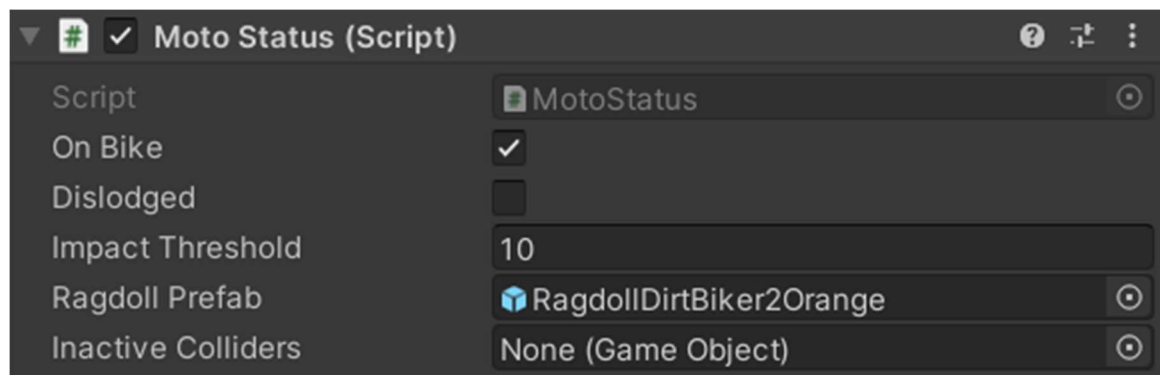 Moto Status (Script)
Script MotoStatus
On Bike
Dislodged
Impact Threshold 10
Ragdoll Prefab RagdollDirtBiker2Orange
Inactive Colliders None (Game Object)